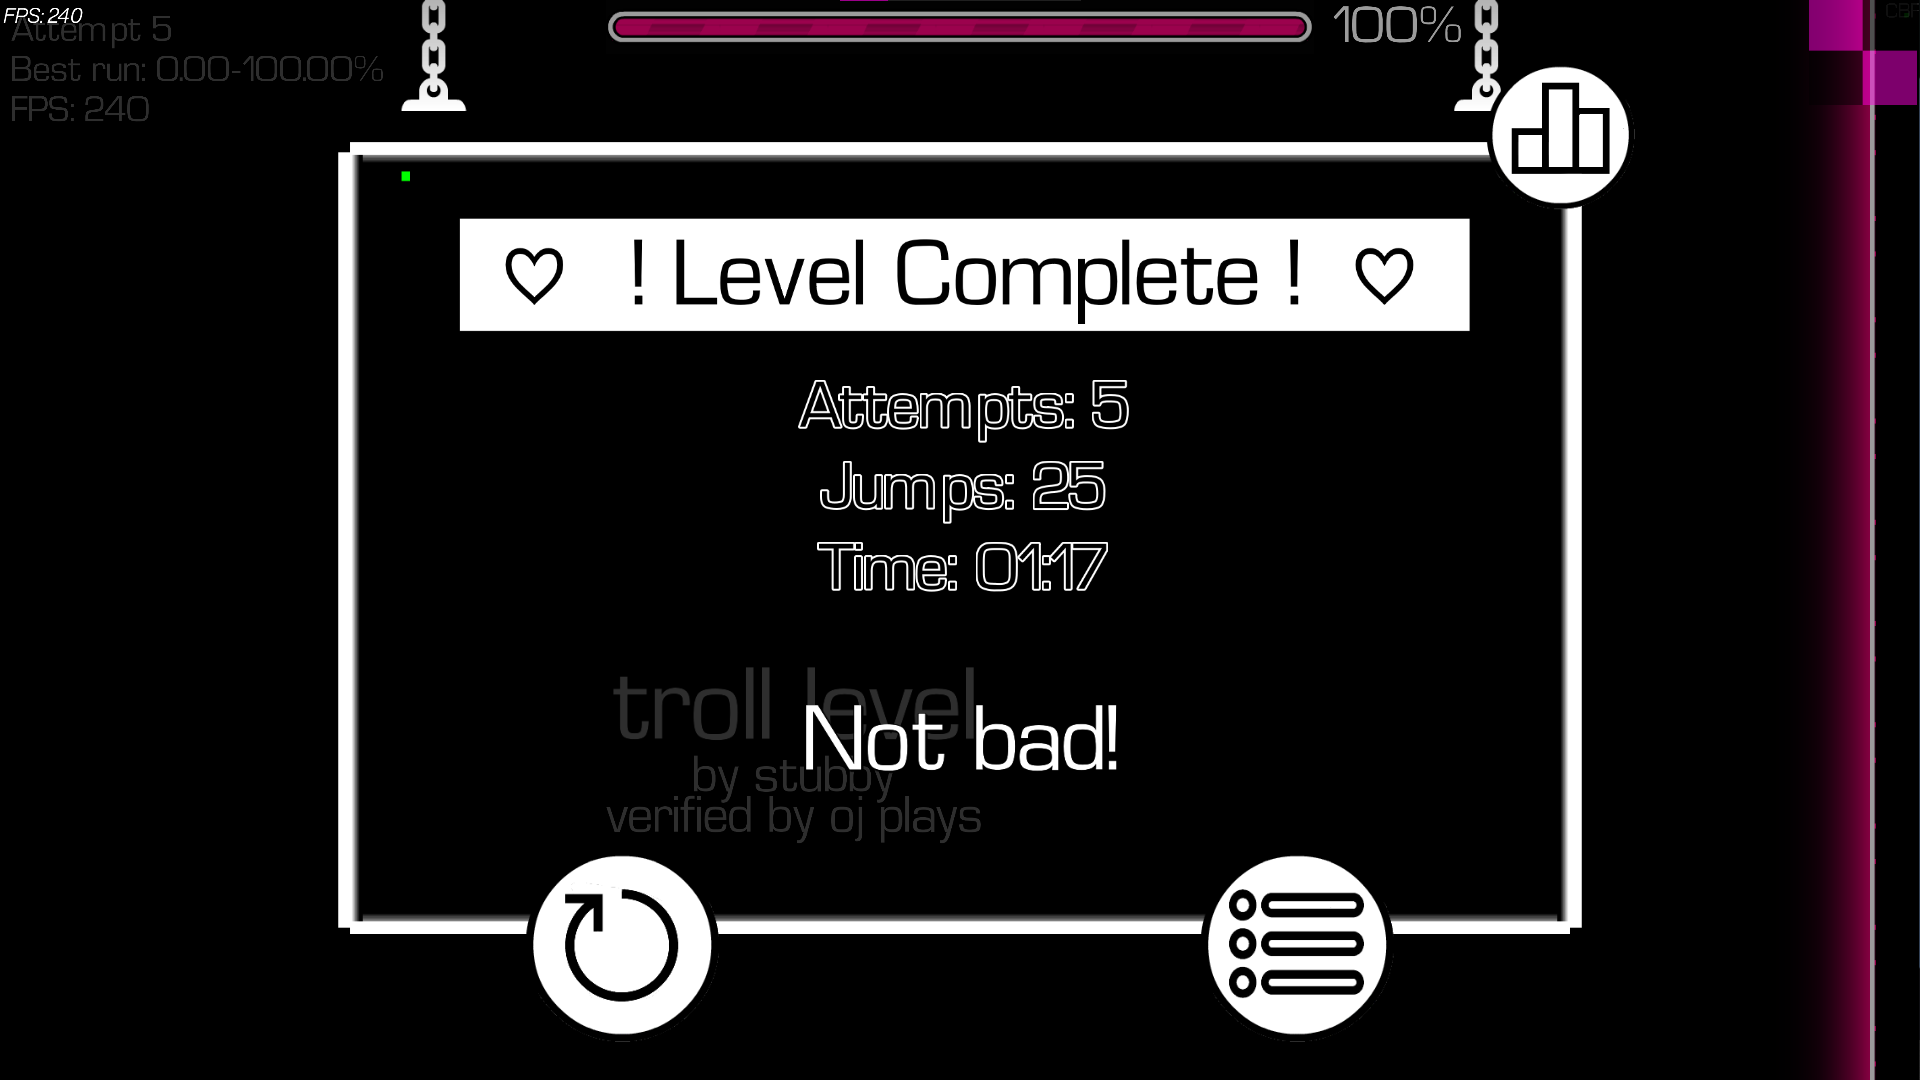 FPS: 240
Attempt 5
Best run: 0.00-100.00%
FPS: 240
100%
♡ ! Level Complete ! ♡
Attempts: 5
Jumps: 25
Time: 01:17
troll level
Not bad!
by stubby
verified by oj plays